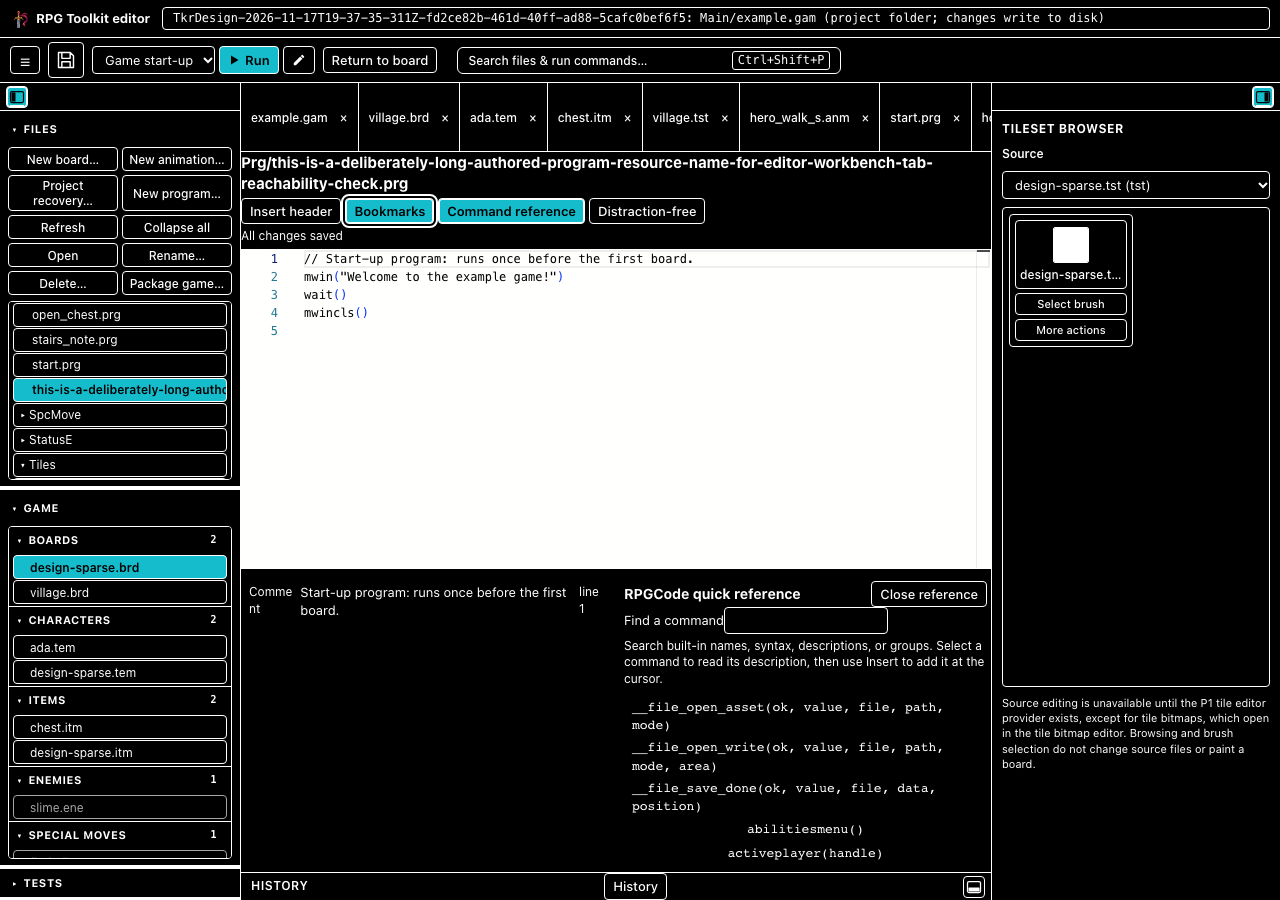 RPG Toolkit editor
TkrDesign-2026-11-17T19-37-35-311Z-fd2ce82b-461d-40ff-ad88-5cafc0bef6f5: Main/example.gam (project folder; changes write to disk)
Game start-up
Run
Return to board
Search files & run commands...
Ctrl+Shift+P
FILES
New board...
New animation...
Project recovery...
New program...
Refresh
Collapse all
Open
Rename...
Delete...
Package game...
open_chest.prg
stairs_note.prg
start.prg
this-is-a-deliberately-long-autho
SpcMove
StatusE
Tiles
GAME
BOARDS 2
design-sparse.brd
village.brd
CHARACTERS 2
ada.tem
design-sparse.tem
ITEMS 2
chest.itm
design-sparse.itm
ENEMIES 1
slime.ene
SPECIAL MOVES 1
TESTS
example.gam ×
village.brd ×
ada.tem ×
chest.itm ×
village.tst ×
hero_walk_s.anm ×
start.prg ×
Prg/this-is-a-deliberately-long-authored-program-resource-name-for-editor-workbench-tab-
reachability-check.prg
Insert header
Bookmarks
Command reference
Distraction-free
All changes saved
1 // Start-up program: runs once before the first board.
2 mwin("Welcome to the example game!")
3 wait()
4 mwincls()
5
Comme
nt
Start-up program: runs once before the first
board.
line
1
RPGCode quick reference
Close reference
Find a command
Search built-in names, syntax, descriptions, or groups. Select a
command to read its description, then use Insert to add it at the
cursor.
__file_open_asset(ok, value, file, path,
mode)
__file_open_write(ok, value, file, path,
mode, area)
__file_save_done(ok, value, file, data,
position)
abilitiesmenu()
activeplayer(handle)
HISTORY
History
TILESET BROWSER
Source
design-sparse.tst (tst)
design-sparse.t...
Select brush
More actions
Source editing is unavailable until the P1 tile editor
provider exists, except for tile bitmaps, which open
in the tile bitmap editor. Browsing and brush
selection do not change source files or paint a
board.